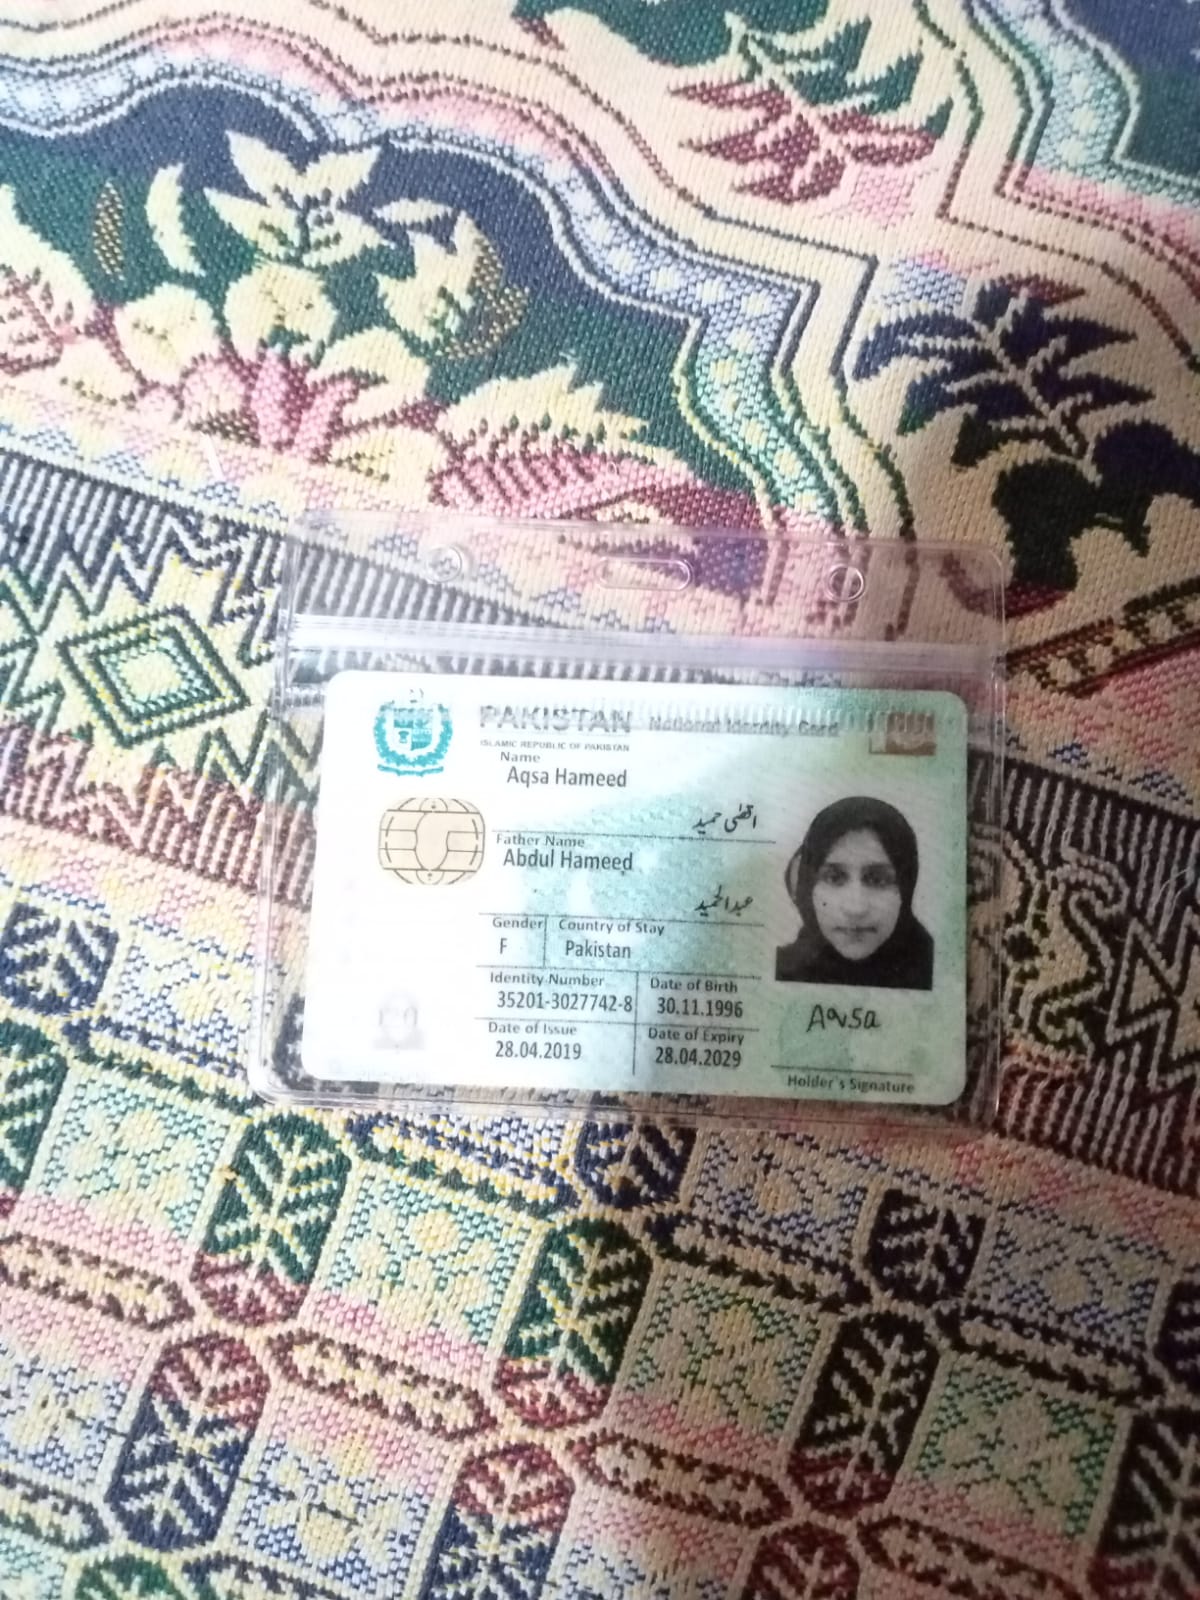 PAKISTAN National Identity Card
ISLAMIC REPUBLIC OF PAKISTAN
Name
Aqsa Hameed
اقصٰی حمید
Father Name
Abdul Hameed
عبدالحمید
Gender Country of Stay
F Pakistan
Identity Number Date of Birth
35201-3027742-8 30.11.1996
Date of Issue Date of Expiry
28.04.2019 28.04.2029
Aqsa
Holder's Signature